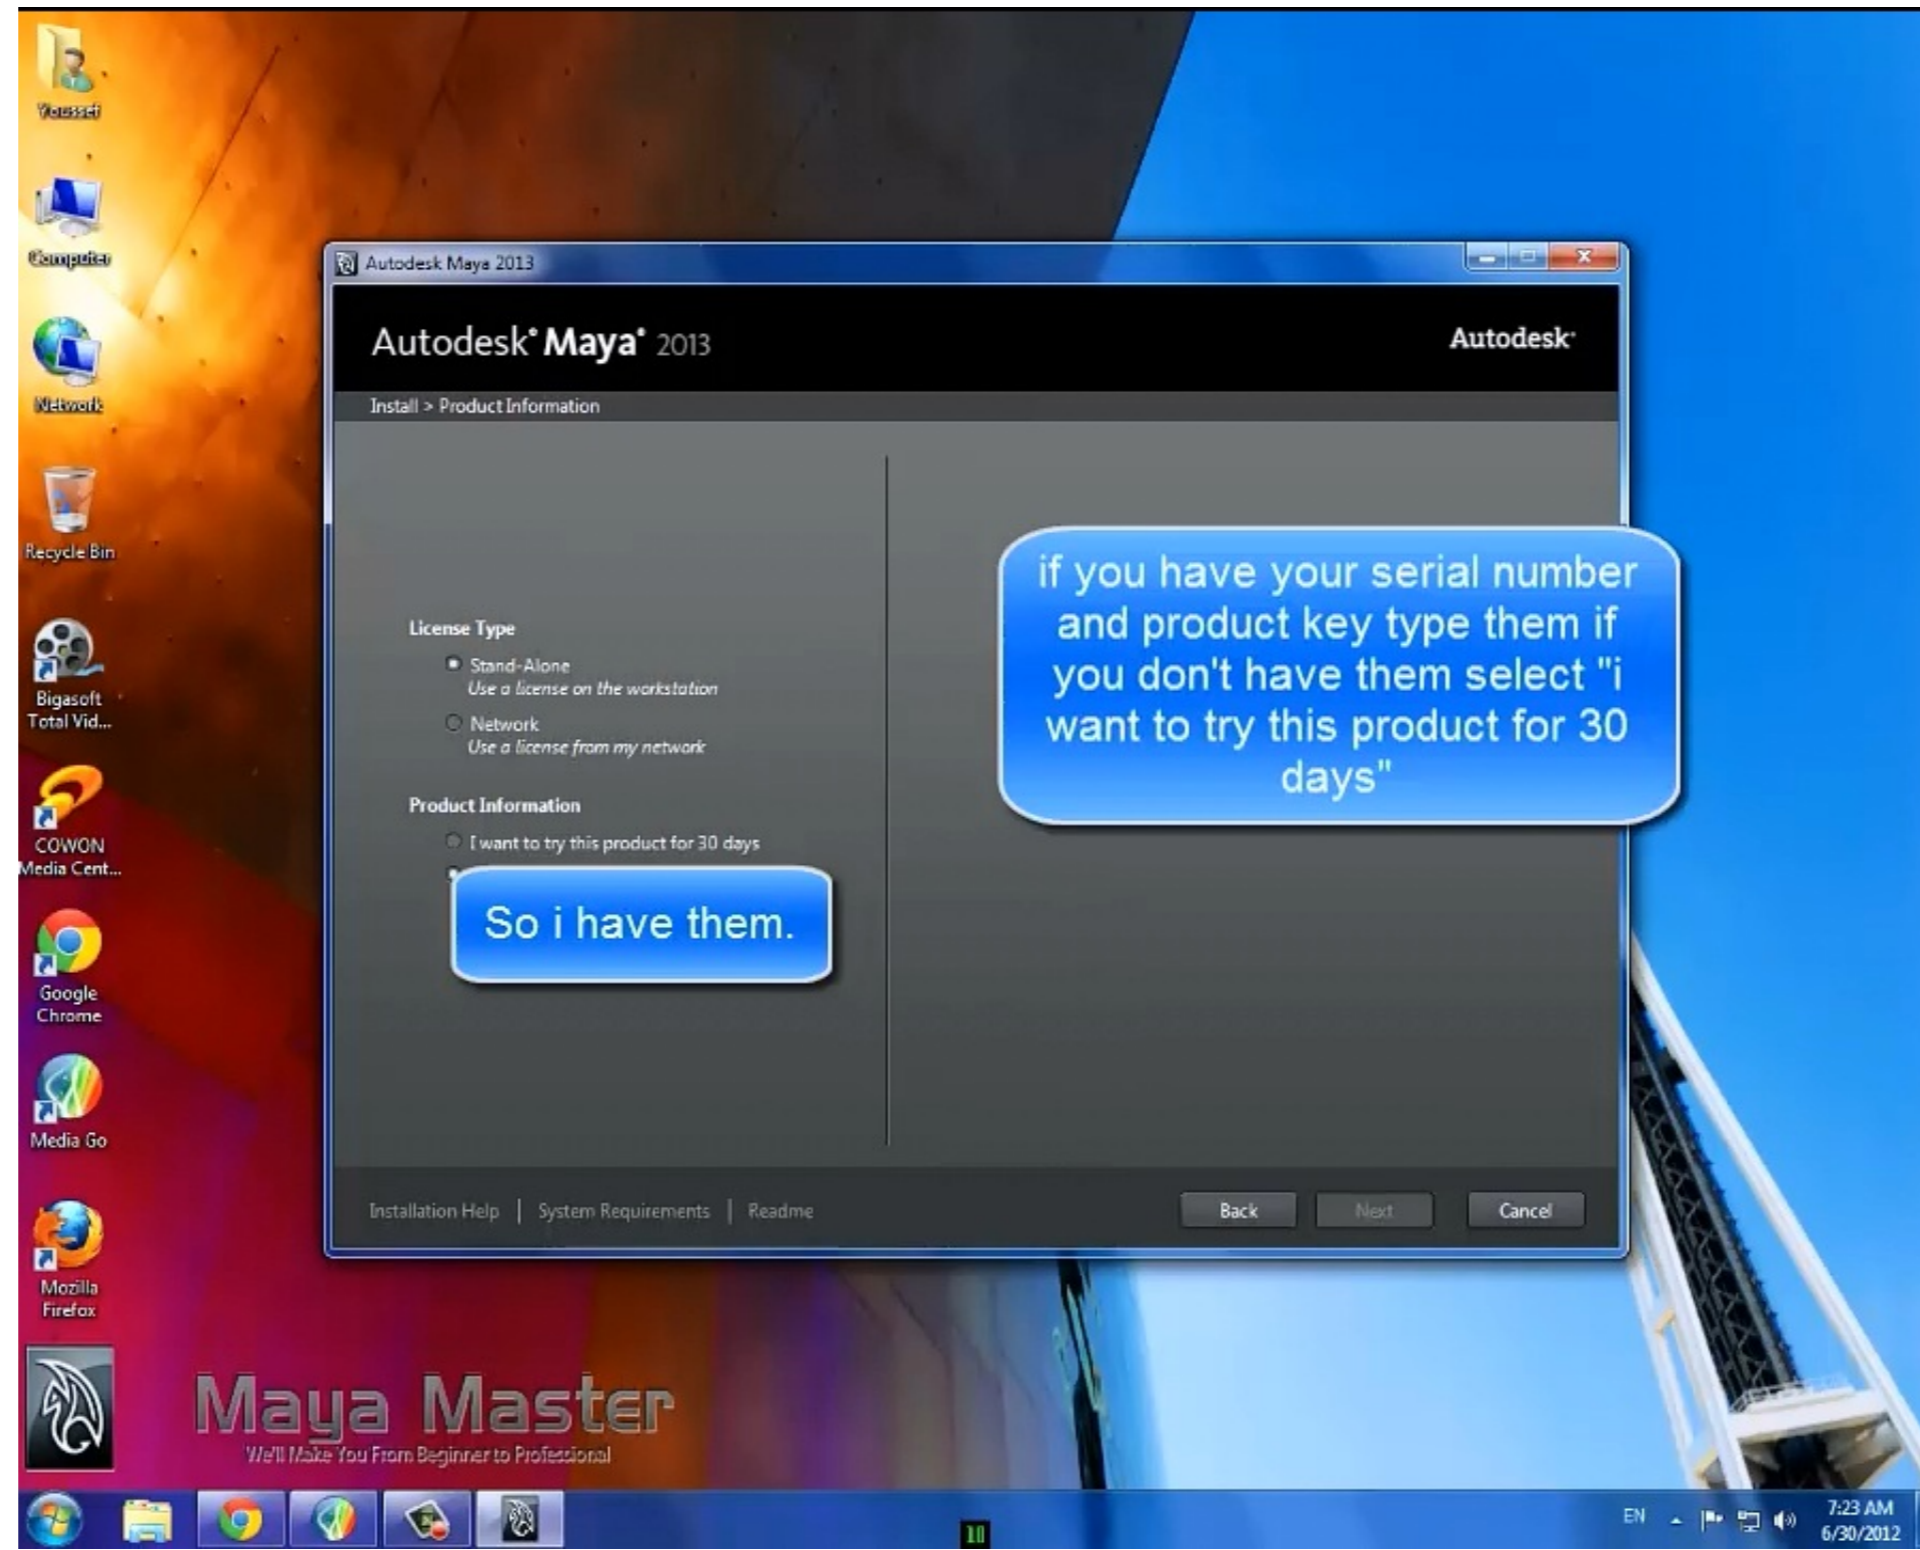 Youssef
Computer
Network
Recycle Bin
Bigasoft
Total Vid...
COWON
Media Cent...
Google
Chrome
Media Go
Mozilla
Firefox
Autodesk Maya 2013
Autodesk® Maya® 2013
Autodesk®
Install > Product Information
License Type
Stand-Alone
Use a license on the workstation
Network
Use a license from my network
Product Information
I want to try this product for 30 days
So i have them.
if you have your serial number
and product key type them if
you don't have them select "i
want to try this product for 30
days"
Installation Help | System Requirements | Readme
Back
Next
Cancel
Maya Master
We'll Make You From Beginner to Professional
10
EN
7:23 AM
6/30/2012